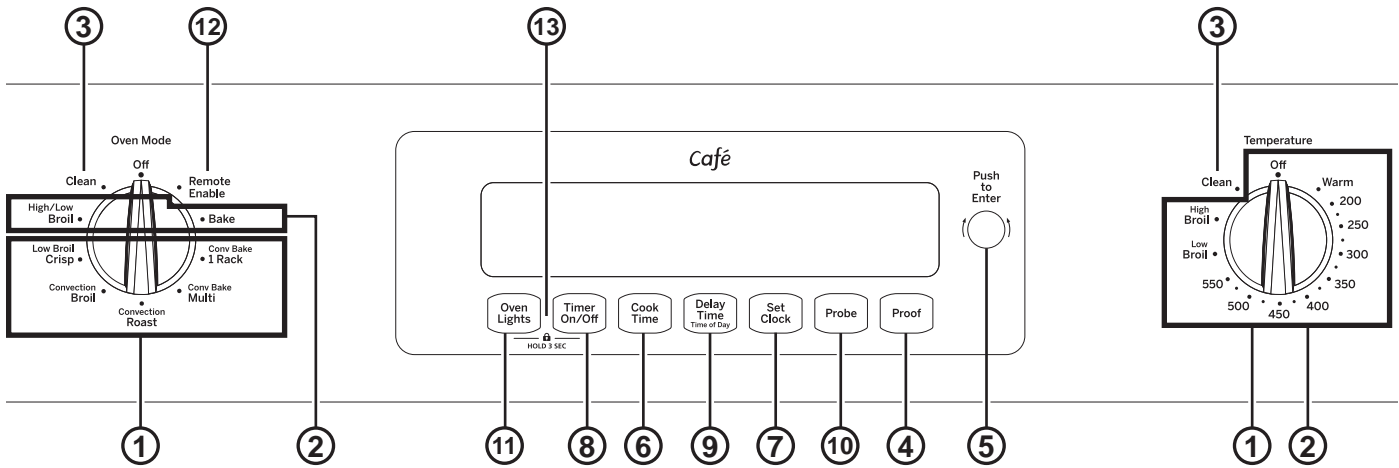 3
12
13
3
Oven Mode
Off
Clean
Remote
Enable
High/Low
Broil
Bake
Low Broil
Crisp
Conv Bake
1 Rack
Convection
Broil
Conv Bake
Multi
Convection
Roast
Café
Push
to
Enter
Oven
Lights
Timer
On/Off
Cook
Time
Delay
Time
Time of Day
Set
Clock
Probe
Proof
HOLD 3 SEC
Temperature
Off
Clean
Warm
High
Broil
200
250
Low
Broil
300
550
350
500
400
450
1
2
11
8
6
9
7
10
4
5
1
2